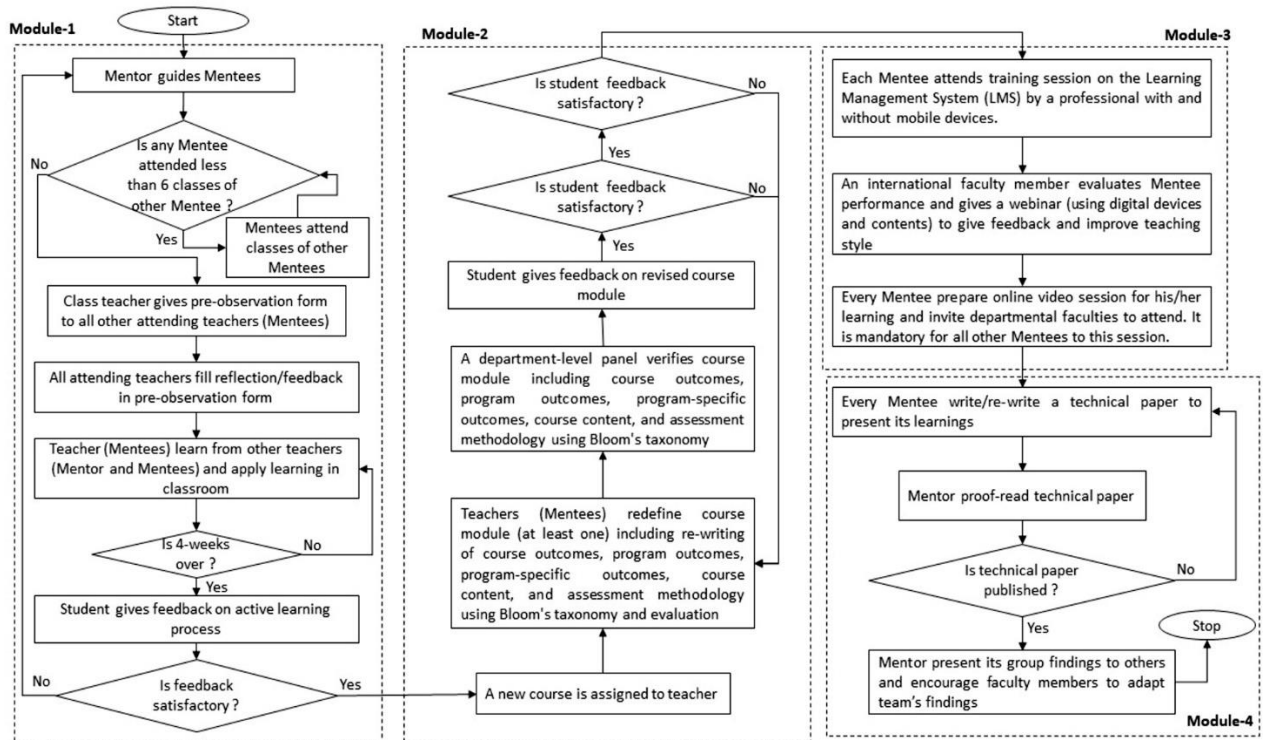 Module-1
Start
Mentor guides Mentees
Is any Mentee
attended less
than 6 classes of
other Mentee ?
No
Yes
Mentees attend
classes of other
Mentees
Class teacher gives pre-observation form
to all other attending teachers (Mentees)
All attending teachers fill reflection/feedback
in pre-observation form
Teacher (Mentees) learn from other teachers
(Mentor and Mentees) and apply learning in
classroom
Is 4-weeks
over ?
No
Yes
Student gives feedback on active learning
process
Is feedback
satisfactory ?
No
Yes
Module-2
Is student feedback
satisfactory ?
No
Yes
Is student feedback
satisfactory ?
No
Yes
Student gives feedback on revised course
module
A department-level panel verifies course
module including course outcomes,
program outcomes, program-specific
outcomes, course content, and assessment
methodology using Bloom's taxonomy
Teachers (Mentees) redefine course
module (at least one) including re-writing
of course outcomes, program outcomes,
program-specific outcomes, course
content, and assessment methodology
using Bloom's taxonomy and evaluation
A new course is assigned to teacher
Module-3
Each Mentee attends training session on the Learning
Management System (LMS) by a professional with and
without mobile devices.
An international faculty member evaluates Mentee
performance and gives a webinar (using digital devices
and contents) to give feedback and improve teaching
style
Every Mentee prepare online video session for his/her
learning and invite departmental faculties to attend. It
is mandatory for all other Mentees to this session.
Every Mentee write/re-write a technical paper to
present its learnings
Mentor proof-read technical paper
Is technical paper
published ?
No
Yes
Stop
Mentor present its group findings to others
and encourage faculty members to adapt
team's findings
Module-4